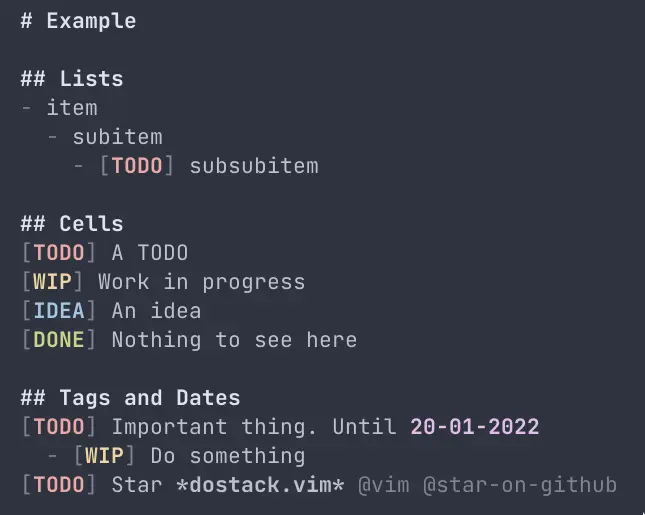 # Example
## Lists
- item
  - subitem
    - [TODO] subsubitem
## Cells
[TODO] A TODO
[WIP] Work in progress
[IDEA] An idea
[DONE] Nothing to see here
## Tags and Dates
[TODO] Important thing. Until 20-01-2022
  - [WIP] Do something
[TODO] Star *dostack.vim* @vim @star-on-github